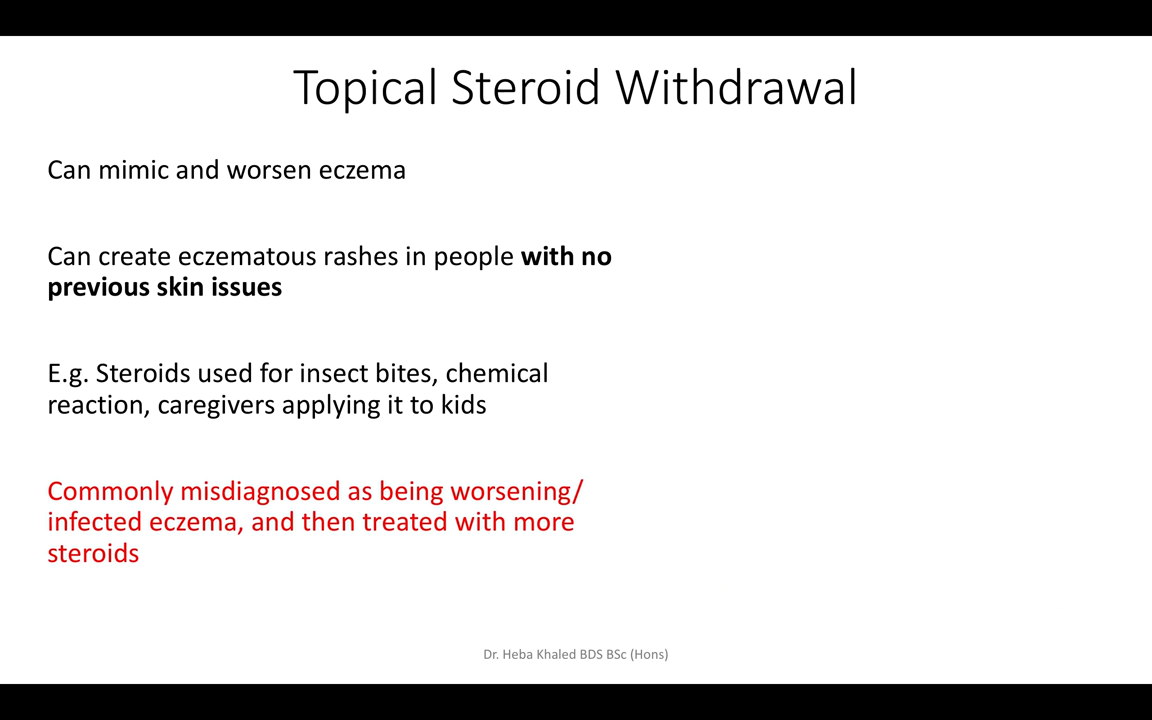 Topical Steroid Withdrawal
Can mimic and worsen eczema
Can create eczematous rashes in people with no
previous skin issues
E.g. Steroids used for insect bites, chemical
reaction, caregivers applying it to kids
Commonly misdiagnosed as being worsening/
infected eczema, and then treated with more
steroids
Dr. Heba Khaled BDS BSc (Hons)